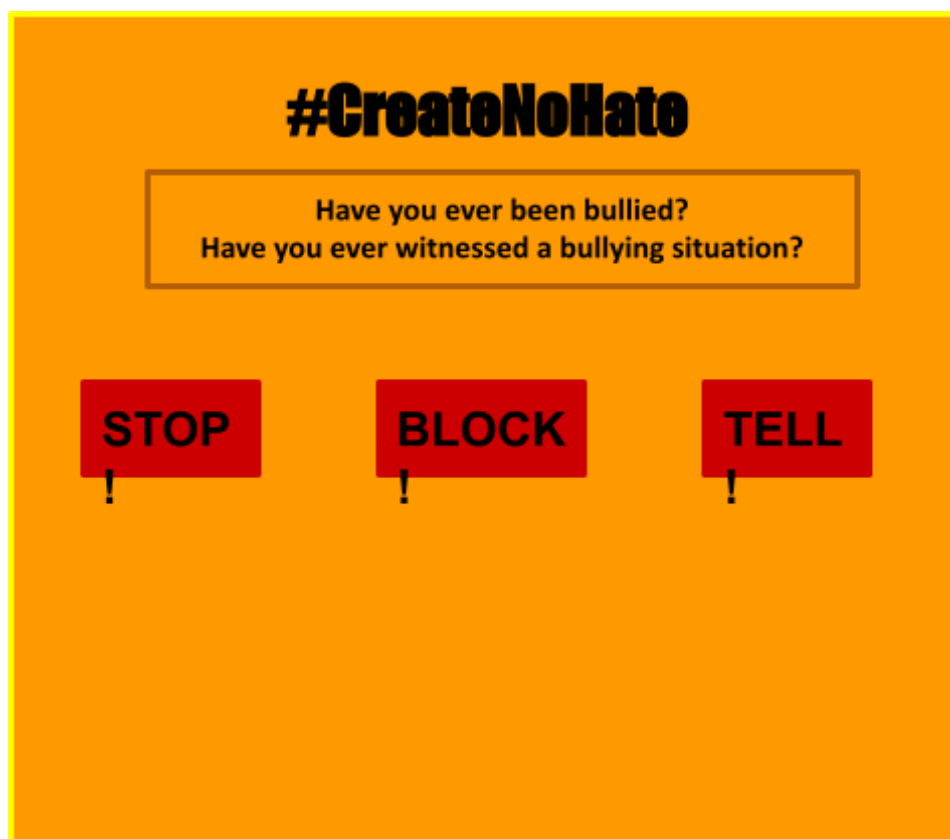 #CreateNoHate
Have you ever been bullied?
Have you ever witnessed a bullying situation?
STOP BLOCK TELL
! ! !